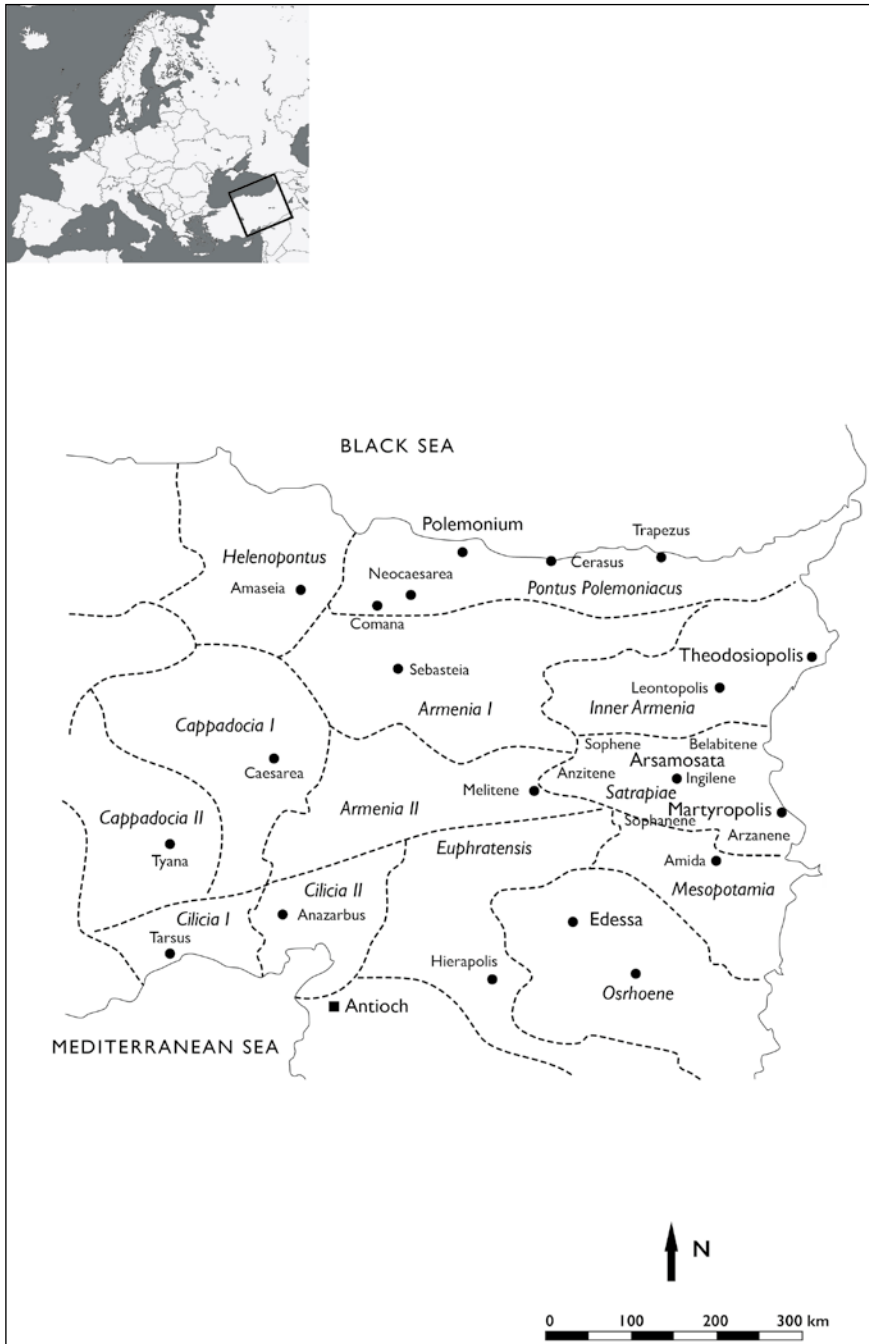 BLACK SEA
Polemonium
Trapezus
Helenopontus
Cerasus
Neocaesarea
Amaseia
Pontus Polemoniacus
Comana
Theodosiopolis
Sebasteia
Leontopolis
Armenia I
Inner Armenia
Cappadocia I
Sophene
Belabitene
Arsamosata
Caesarea
Anzitene
Ingilene
Melitene
Satrapiae
Armenia II
Martyropolis
Cappadocia II
Sophanene
Arzanene
Euphratensis
Tyana
Amida
Cilicia II
Mesopotamia
Cilicia I
Anazarbus
Edessa
Tarsus
Hierapolis
Osrhoene
Antioch
MEDITERRANEAN SEA
N
0 100 200 300 km